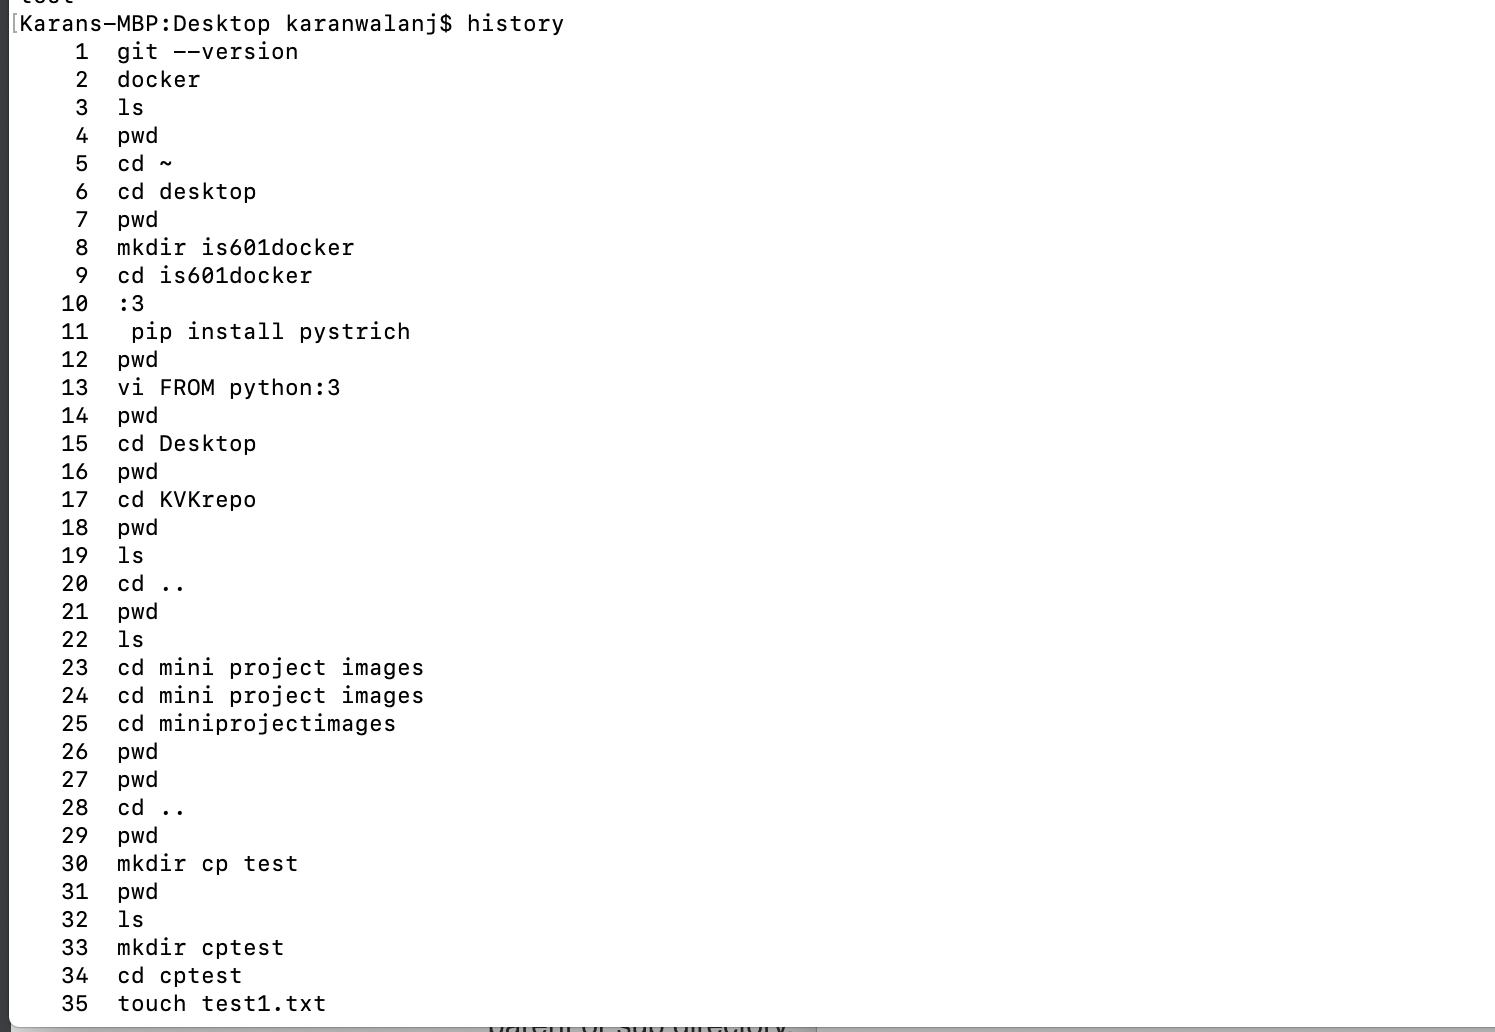 [Karans-MBP:Desktop karanwalanj$ history
1 git --version
2 docker
3 ls
4 pwd
5 cd ~
6 cd desktop
7 pwd
8 mkdir is601docker
9 cd is601docker
10 :3
11 pip install pystrich
12 pwd
13 vi FROM python:3
14 pwd
15 cd Desktop
16 pwd
17 cd KVKrepo
18 pwd
19 ls
20 cd ..
21 pwd
22 ls
23 cd mini project images
24 cd mini project images
25 cd miniprojectimages
26 pwd
27 pwd
28 cd ..
29 pwd
30 mkdir cp test
31 pwd
32 ls
33 mkdir cptest
34 cd cptest
35 touch test1.txt
parent or sub directory.